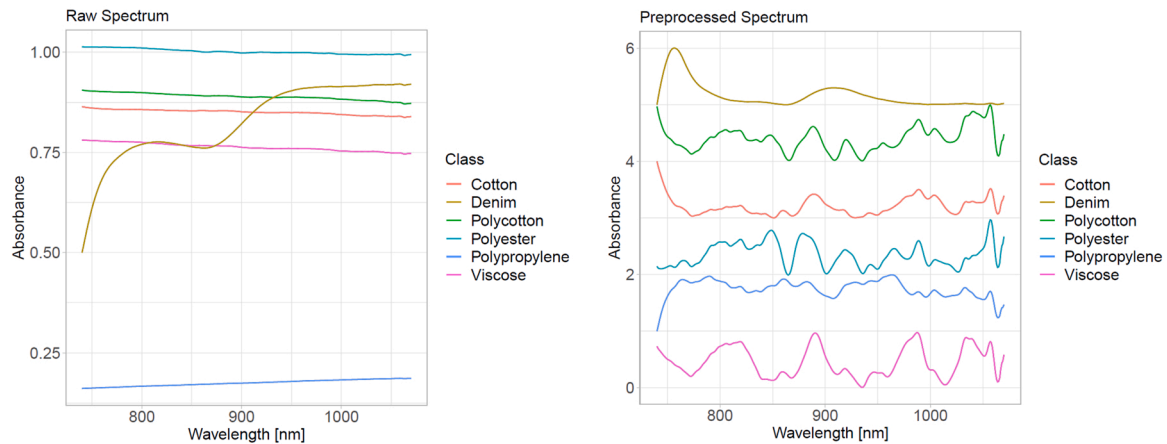 Raw Spectrum
1.00
0.75
0.50
0.25
Absorbance
800
900
1000
Wavelength [nm]
Class
Cotton
Denim
Polycotton
Polyester
Polypropylene
Viscose
Preprocessed Spectrum
6
4
2
0
Absorbance
800
900
1000
Wavelength [nm]
Class
Cotton
Denim
Polycotton
Polyester
Polypropylene
Viscose